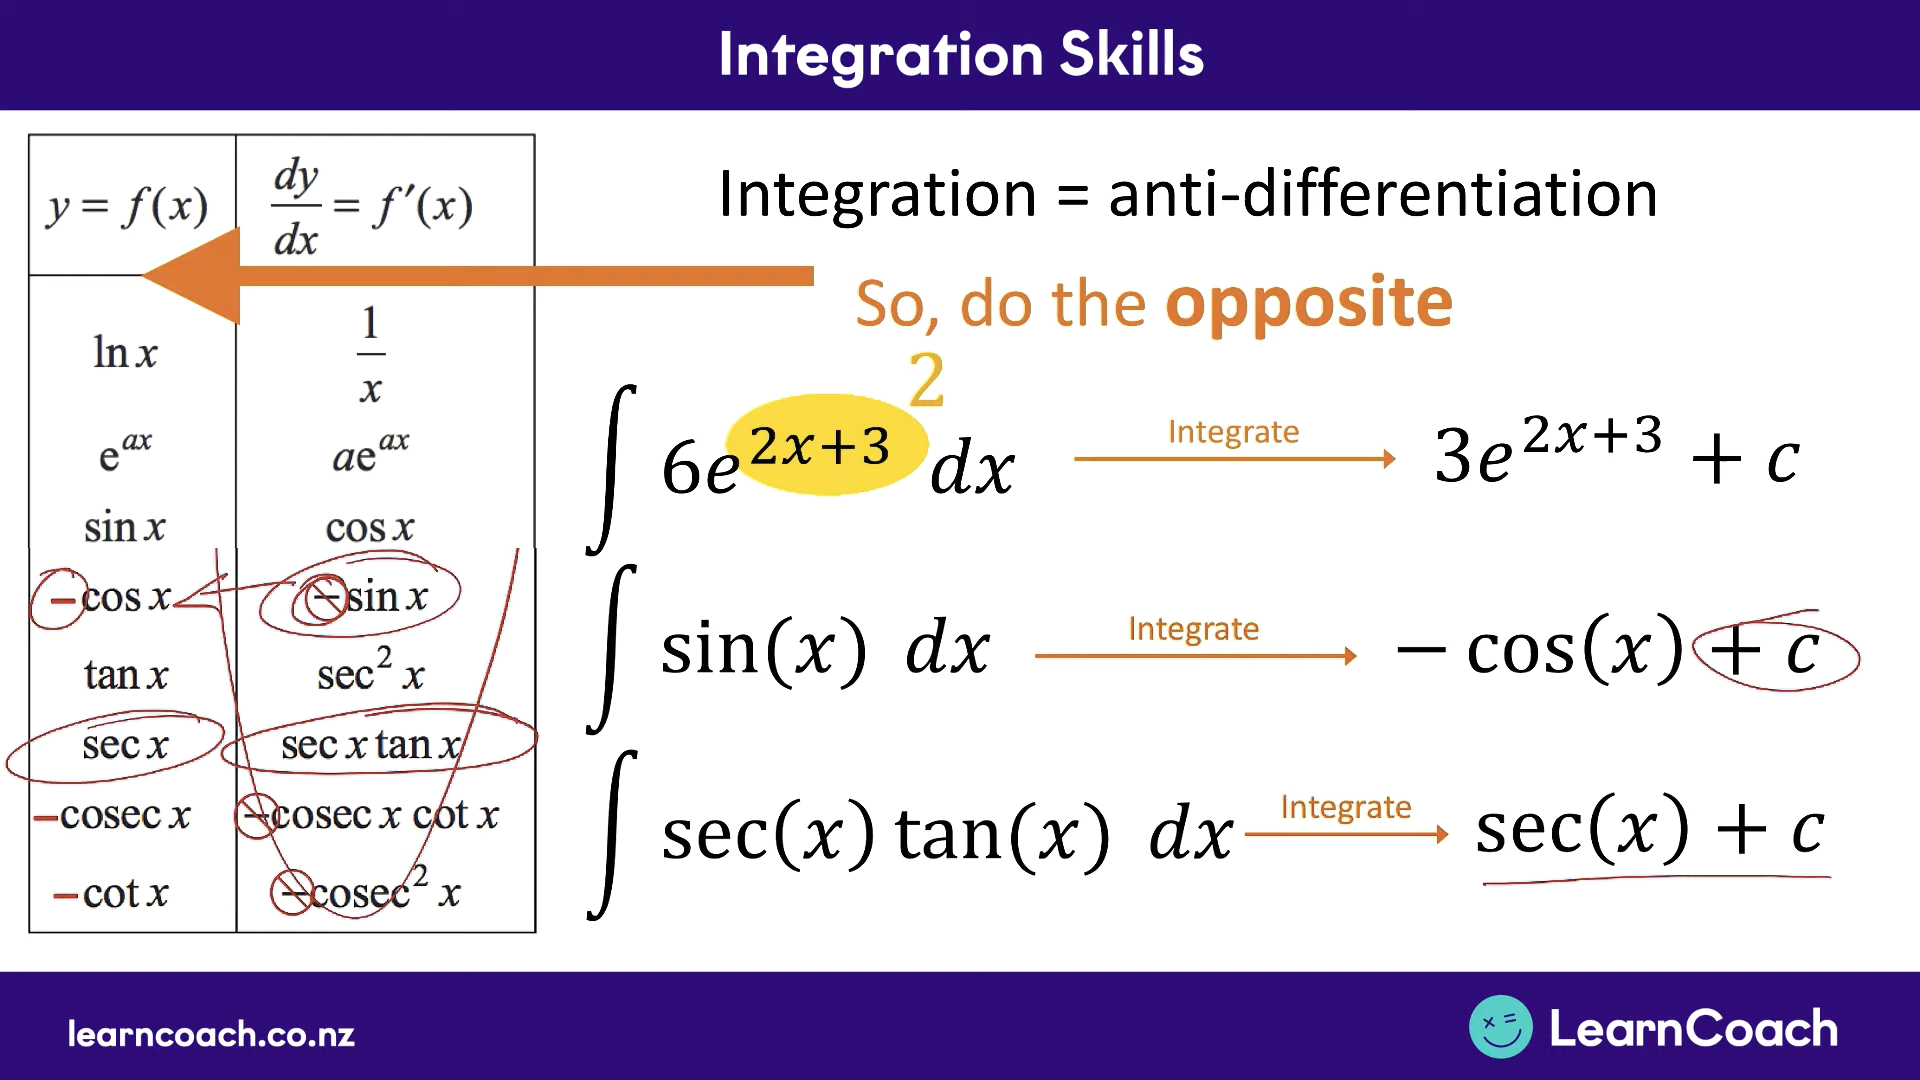 Integration Skills
y = f(x)
dy/dx = f′(x)
ln x
1/x
e^{ax}
ae^{ax}
sin x
cos x
−cos x
−sin x
tan x
sec² x
sec x
sec x tan x
−cosec x
−cosec x cot x
−cot x
−cosec² x
Integration = anti-differentiation
So, do the opposite
2
∫ 6e^{2x+3} dx
Integrate
3e^{2x+3} + c
∫ sin(x) dx
Integrate
− cos(x) + c
∫ sec(x) tan(x) dx
Integrate
sec(x) + c
learncoach.co.nz
LearnCoach